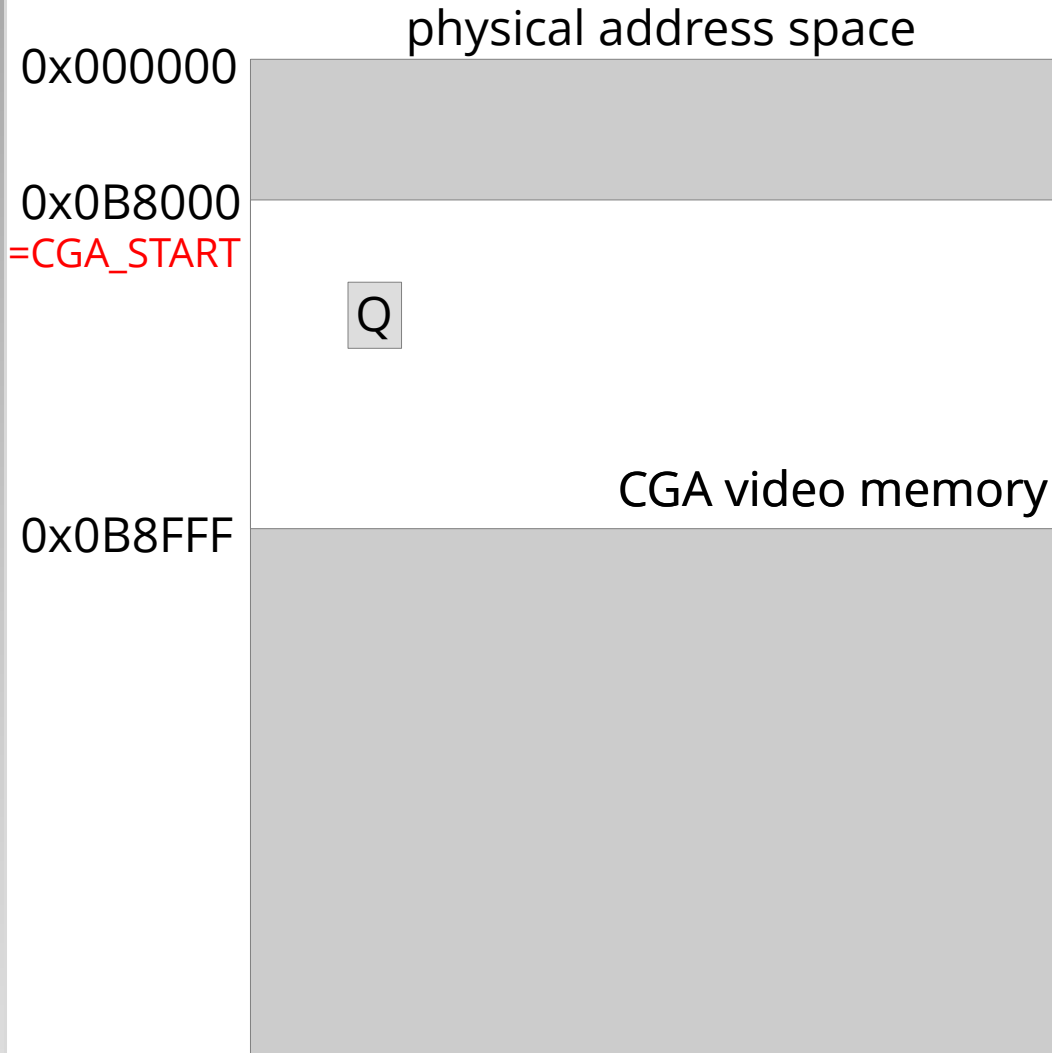 physical address space
0x000000
0x0B8000
=CGA_START
Q
CGA video memory
0x0B8FFF